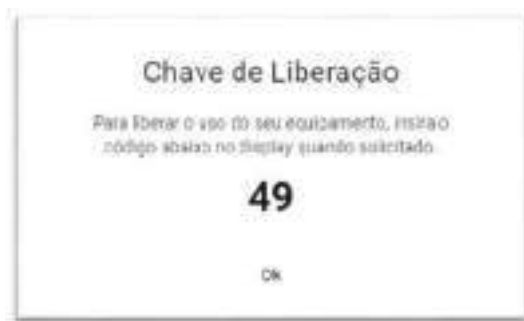 Chave de Liberação
Para liberar o uso do seu equipamento, insira o
código abaixo no display quando solicitado.
49
Ok